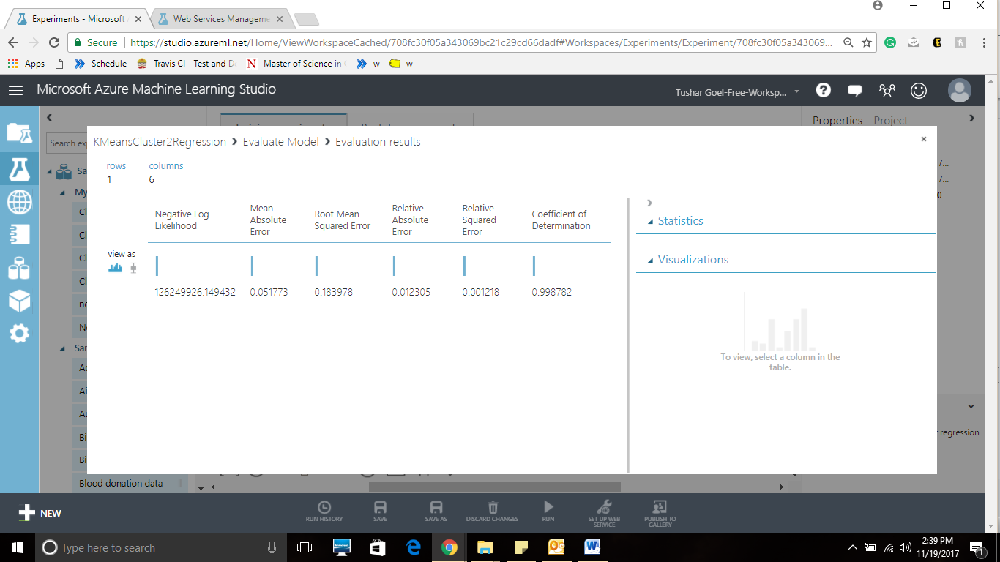 Experiments - Microsoft
Web Services Manageme
Secure
https://studio.azureml.net/Home/ViewWorkspaceCached/708fc30f05a343069bc21c29cd66dadf#Workspaces/Experiments/Experiment/708fc30f05a343069...
Apps
Schedule
Travis CI - Test and D
Master of Science in
w
w
Microsoft Azure Machine Learning Studio
Tushar Goel-Free-Worksp...
Properties
Project
Search exp
KMeansCluster2Regression > Evaluate Model > Evaluation results
rows
columns
1
6
Negative Log
Likelihood
Mean
Absolute
Error
Root Mean
Squared Error
Relative
Absolute
Error
Relative
Squared
Error
Coefficient of
Determination
view as
126249926.149432
0.051773
0.183978
0.012305
0.001218
0.998782
Statistics
Visualizations
To view, select a column in the
table.
Sa
My
Cl
Cl
Cl
Cl
no
Ne
Sam
Ac
Ai
Au
Bi
Bi
Blood donation data
7...
7...
0
regression
NEW
RUN HISTORY
SAVE
SAVE AS
DISCARD CHANGES
RUN
SET UP WEB
SERVICE
PUBLISH TO
GALLERY
Type here to search
2:39 PM
11/19/2017
1